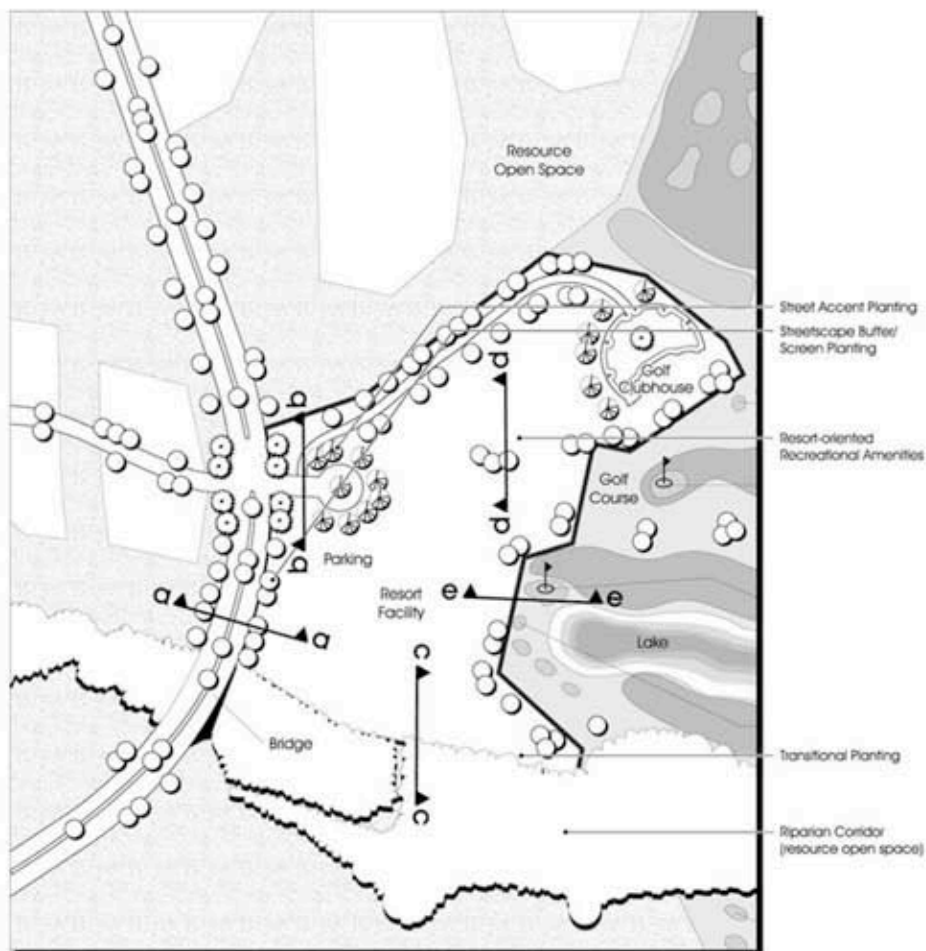 Resource
Open Space
Street Accent Planting
Streetscape Buffer/
Screen Planting
Golf
Clubhouse
b
d
Resort-oriented
Recreational Amenities
Golf
Course
d
b
Parking
a
a
Resort
Facility
e
e
Lake
c
Bridge
Transitional Planting
c
Riparian Corridor
(resource open space)